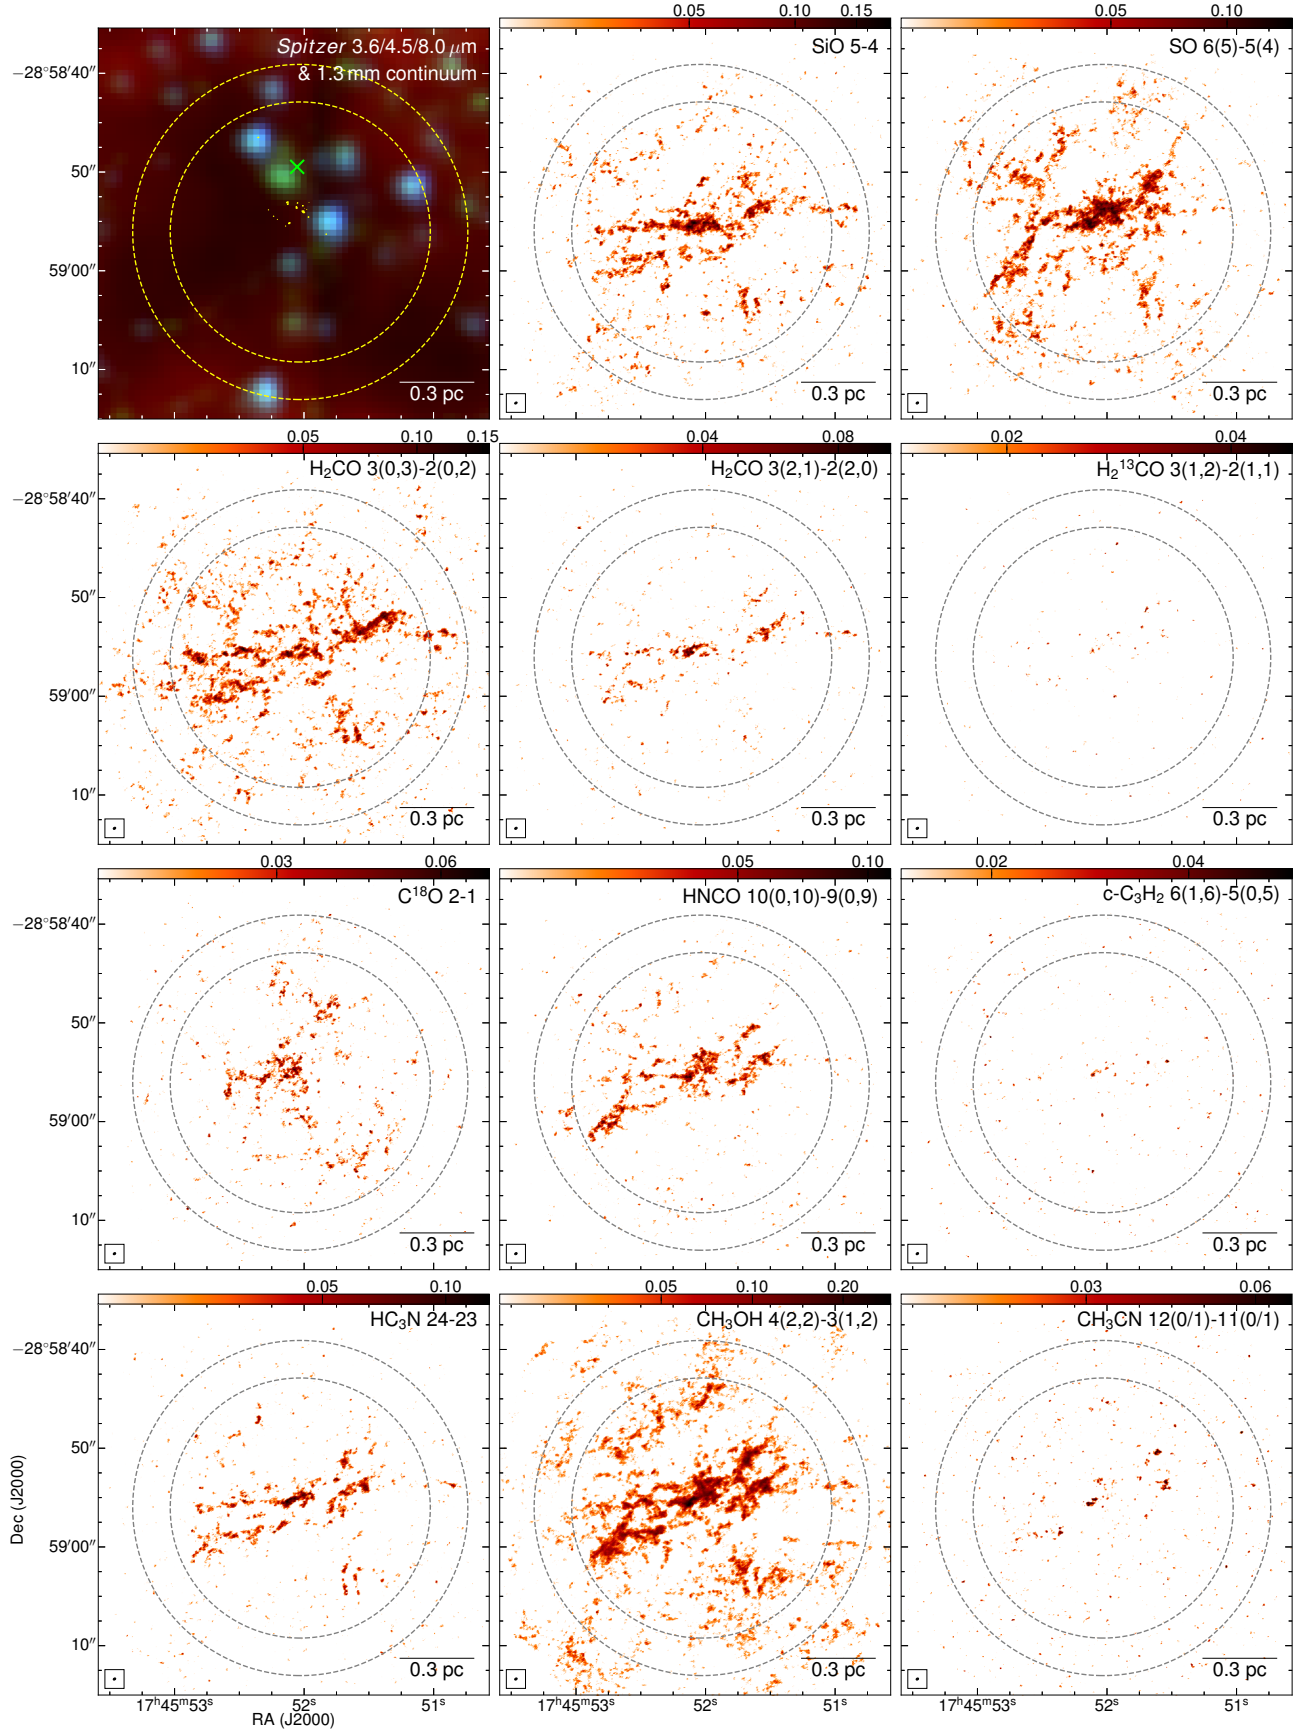 0.05 0.10 0.15 0.05 0.10
Spitzer 3.6/4.5/8.0 μm
& 1.3 mm continuum
SiO 5-4
SO 6(5)-5(4)
−28°58′40″
50″
59′00″
10″
0.3 pc 0.3 pc 0.3 pc
0.05 0.10 0.15 0.04 0.08 0.02 0.04
H₂CO 3(0,3)-2(0,2)
H₂CO 3(2,1)-2(2,0)
H₂¹³CO 3(1,2)-2(1,1)
−28°58′40″
50″
59′00″
10″
0.3 pc 0.3 pc 0.3 pc
0.03 0.06 0.05 0.10 0.02 0.04
C¹⁸O 2-1
HNCO 10(0,10)-9(0,9)
c-C₃H₂ 6(1,6)-5(0,5)
−28°58′40″
50″
59′00″
10″
0.3 pc 0.3 pc 0.3 pc
0.05 0.10 0.05 0.10 0.20 0.03 0.06
HC₃N 24-23
CH₃OH 4(2,2)-3(1,2)
CH₃CN 12(0/1)-11(0/1)
−28°58′40″
50″
59′00″
10″
Dec (J2000)
0.3 pc 0.3 pc 0.3 pc
17ʰ45ᵐ53ˢ 52ˢ 51ˢ 17ʰ45ᵐ53ˢ 52ˢ 51ˢ 17ʰ45ᵐ53ˢ 52ˢ 51ˢ
RA (J2000)